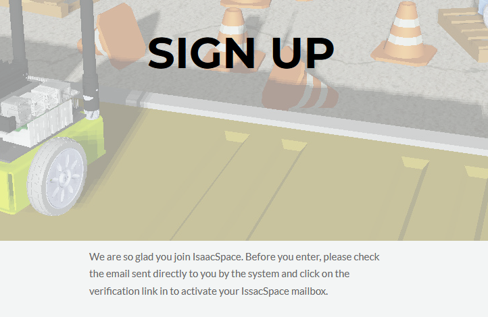 SIGN UP
We are so glad you join IsaacSpace. Before you enter, please check
the email sent directly to you by the system and click on the
verification link in to activate your IssacSpace mailbox.